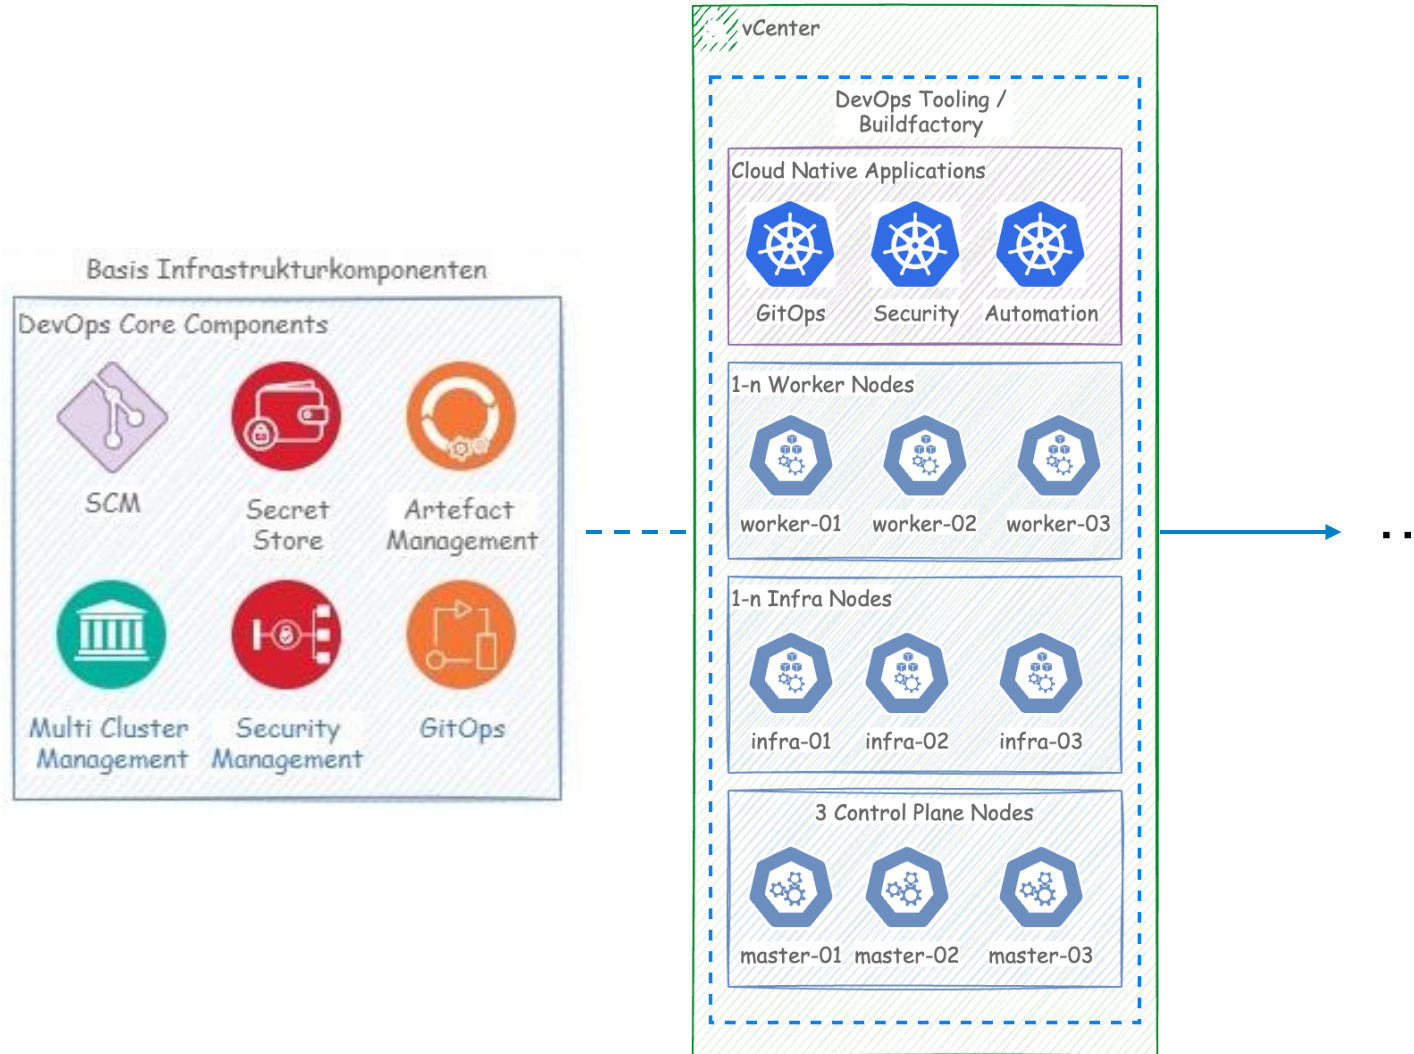 Basis Infrastrukturkomponenten
DevOps Core Components
SCM
Secret
Store
Artefact
Management
Multi Cluster
Management
Security
Management
GitOps
vCenter
DevOps Tooling /
Buildfactory
Cloud Native Applications
GitOps
Security
Automation
1-n Worker Nodes
worker-01
worker-02
worker-03
1-n Infra Nodes
infra-01
infra-02
infra-03
3 Control Plane Nodes
master-01
master-02
master-03
..